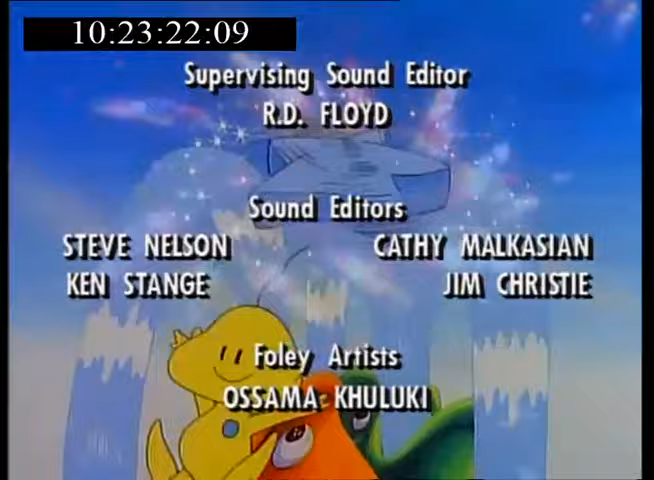 10:23:22:09
Supervising Sound Editor
R.D. FLOYD
Sound Editors
STEVE NELSON CATHY MALKASIAN
KEN STANGE JIM CHRISTIE
Foley Artists
OSSAMA KHULUKI